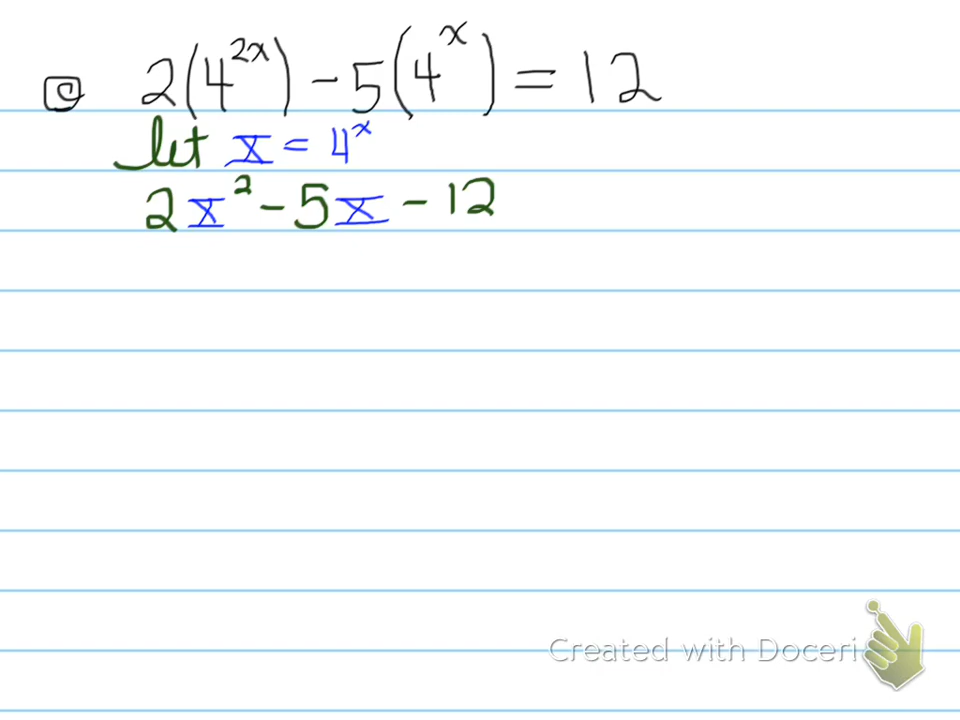 ⓒ 2(4^{2x}) - 5(4^x) = 12
let x = 4^x
2x^2 - 5x - 12
Created with Doceri